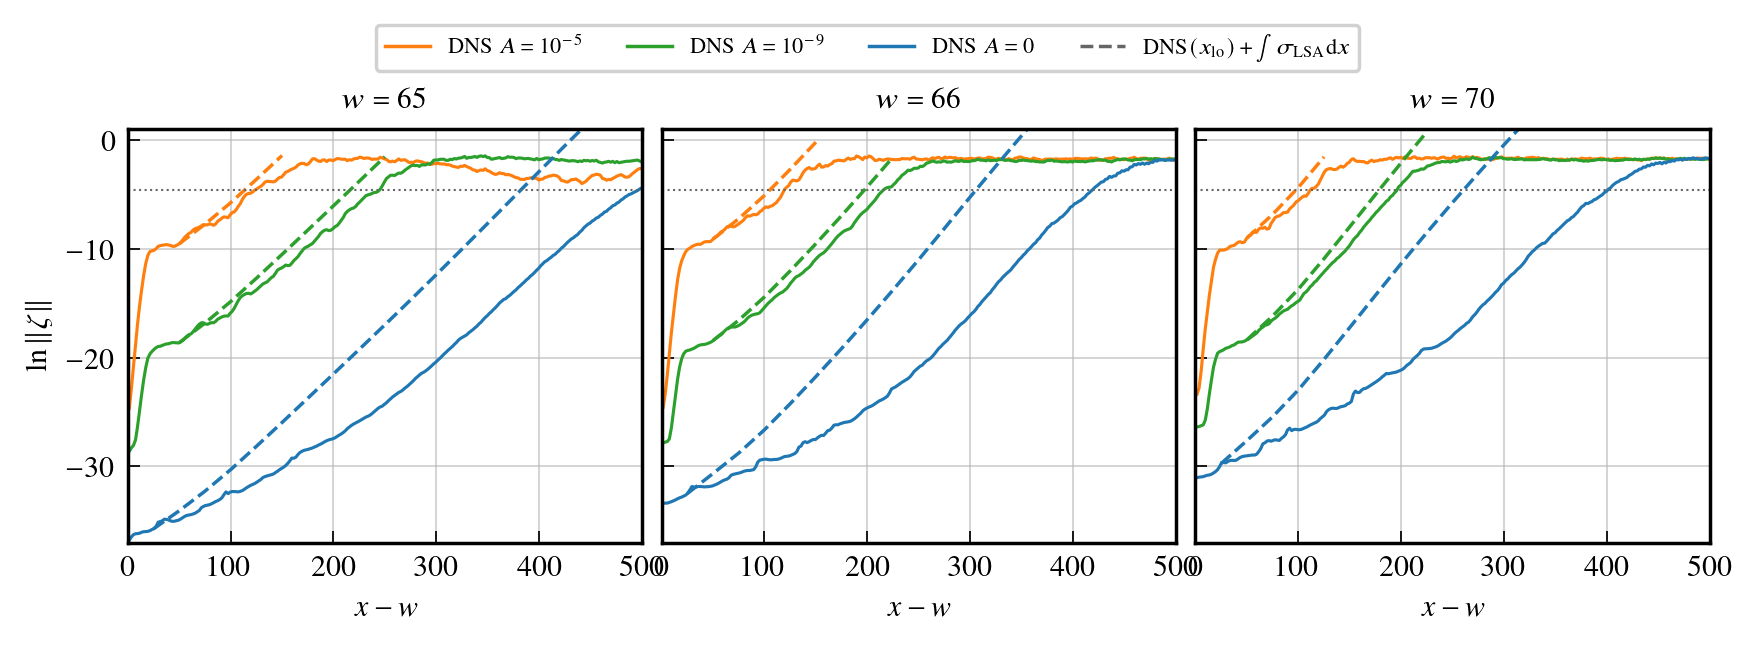 DNS A = 10⁻⁵ DNS A = 10⁻⁹ DNS A = 0 DNS(x_lo) + ∫ σ_LSA dx
w = 65 w = 66 w = 70
ln ||ζ||
0
−10
−20
−30
0 100 200 300 400 500 0 100 200 300 400 500 0 100 200 300 400 500
x − w x − w x − w